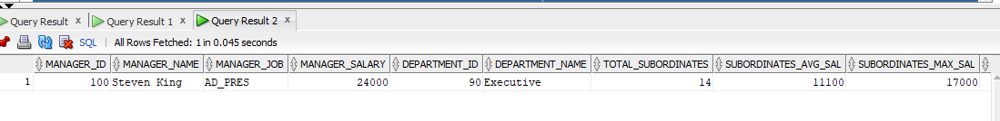 Query Result x Query Result 1 x Query Result 2 x
SQL | All Rows Fetched: 1 in 0.045 seconds
MANAGER_ID MANAGER_NAME MANAGER_JOB MANAGER_SALARY DEPARTMENT_ID DEPARTMENT_NAME TOTAL_SUBORDINATES SUBORDINATES_AVG_SAL SUBORDINATES_MAX_SAL
1 100 Steven King AD_PRES 24000 90 Executive 14 11100 17000